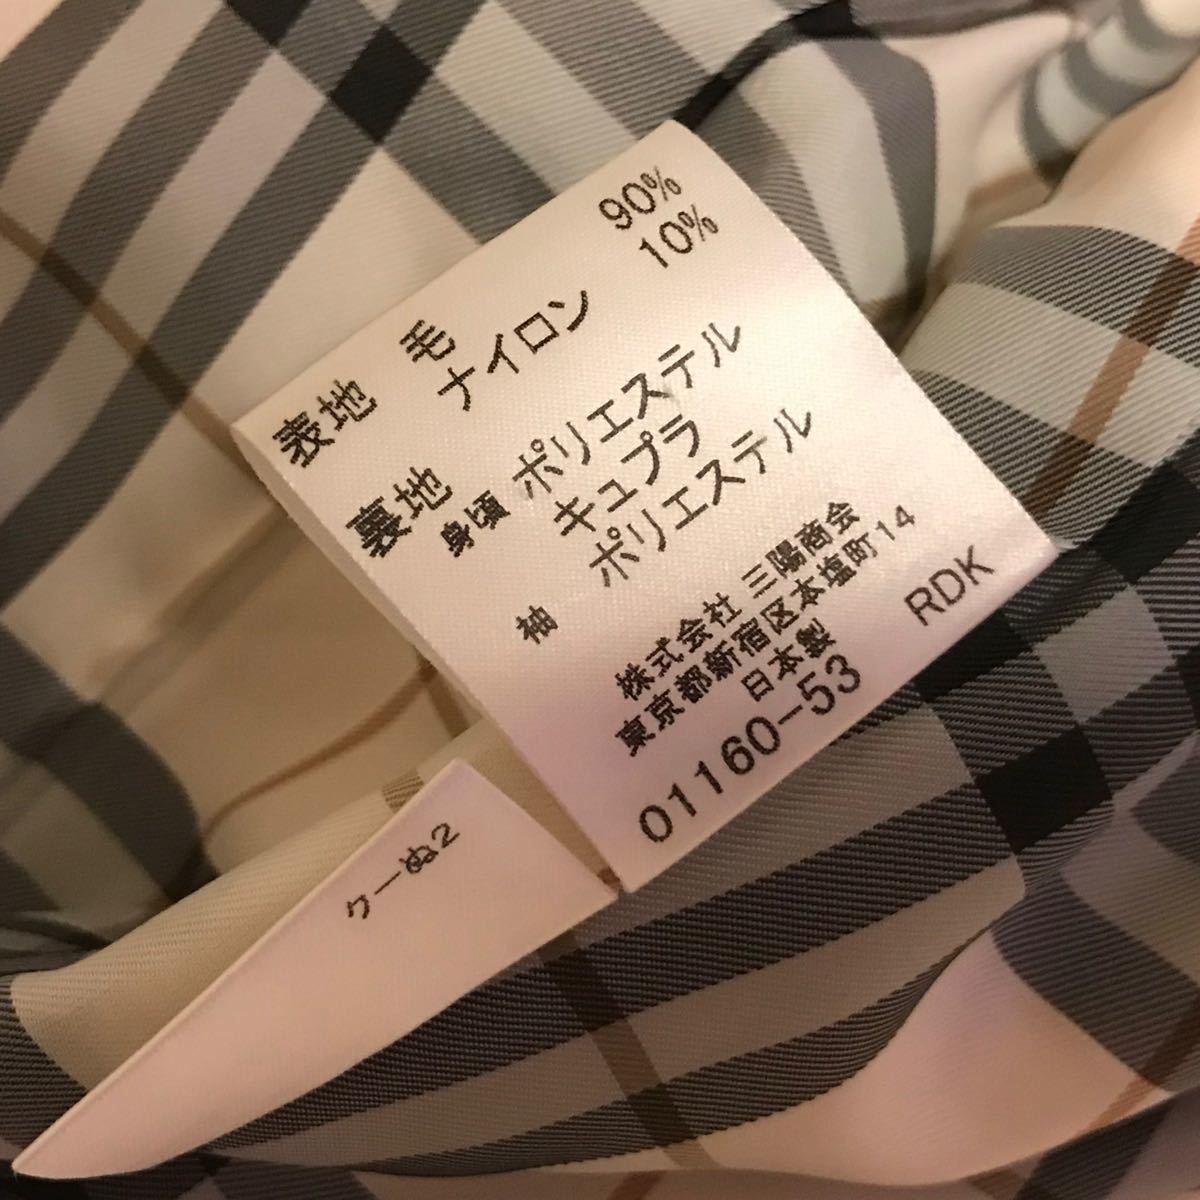 表地 毛 90%
ナイロン 10%
裏地
身頃 ポリエステル
キュプラ
袖 ポリエステル
株式会社 三陽商会
東京都新宿区本塩町14
日本製
01160-53 RDK
ケーぬ2